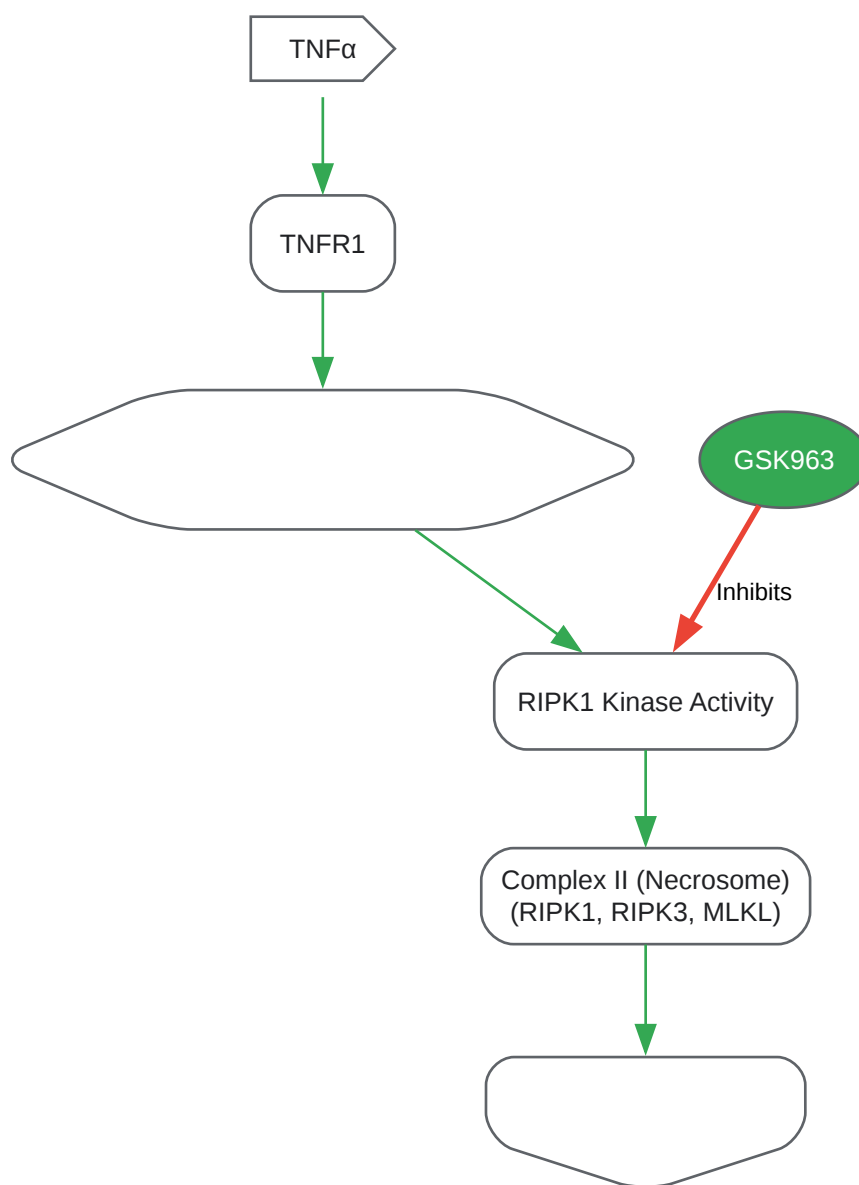 TNFα
TNFR1
GSK963
Inhibits
RIPK1 Kinase Activity
Complex II (Necrosome)
(RIPK1, RIPK3, MLKL)